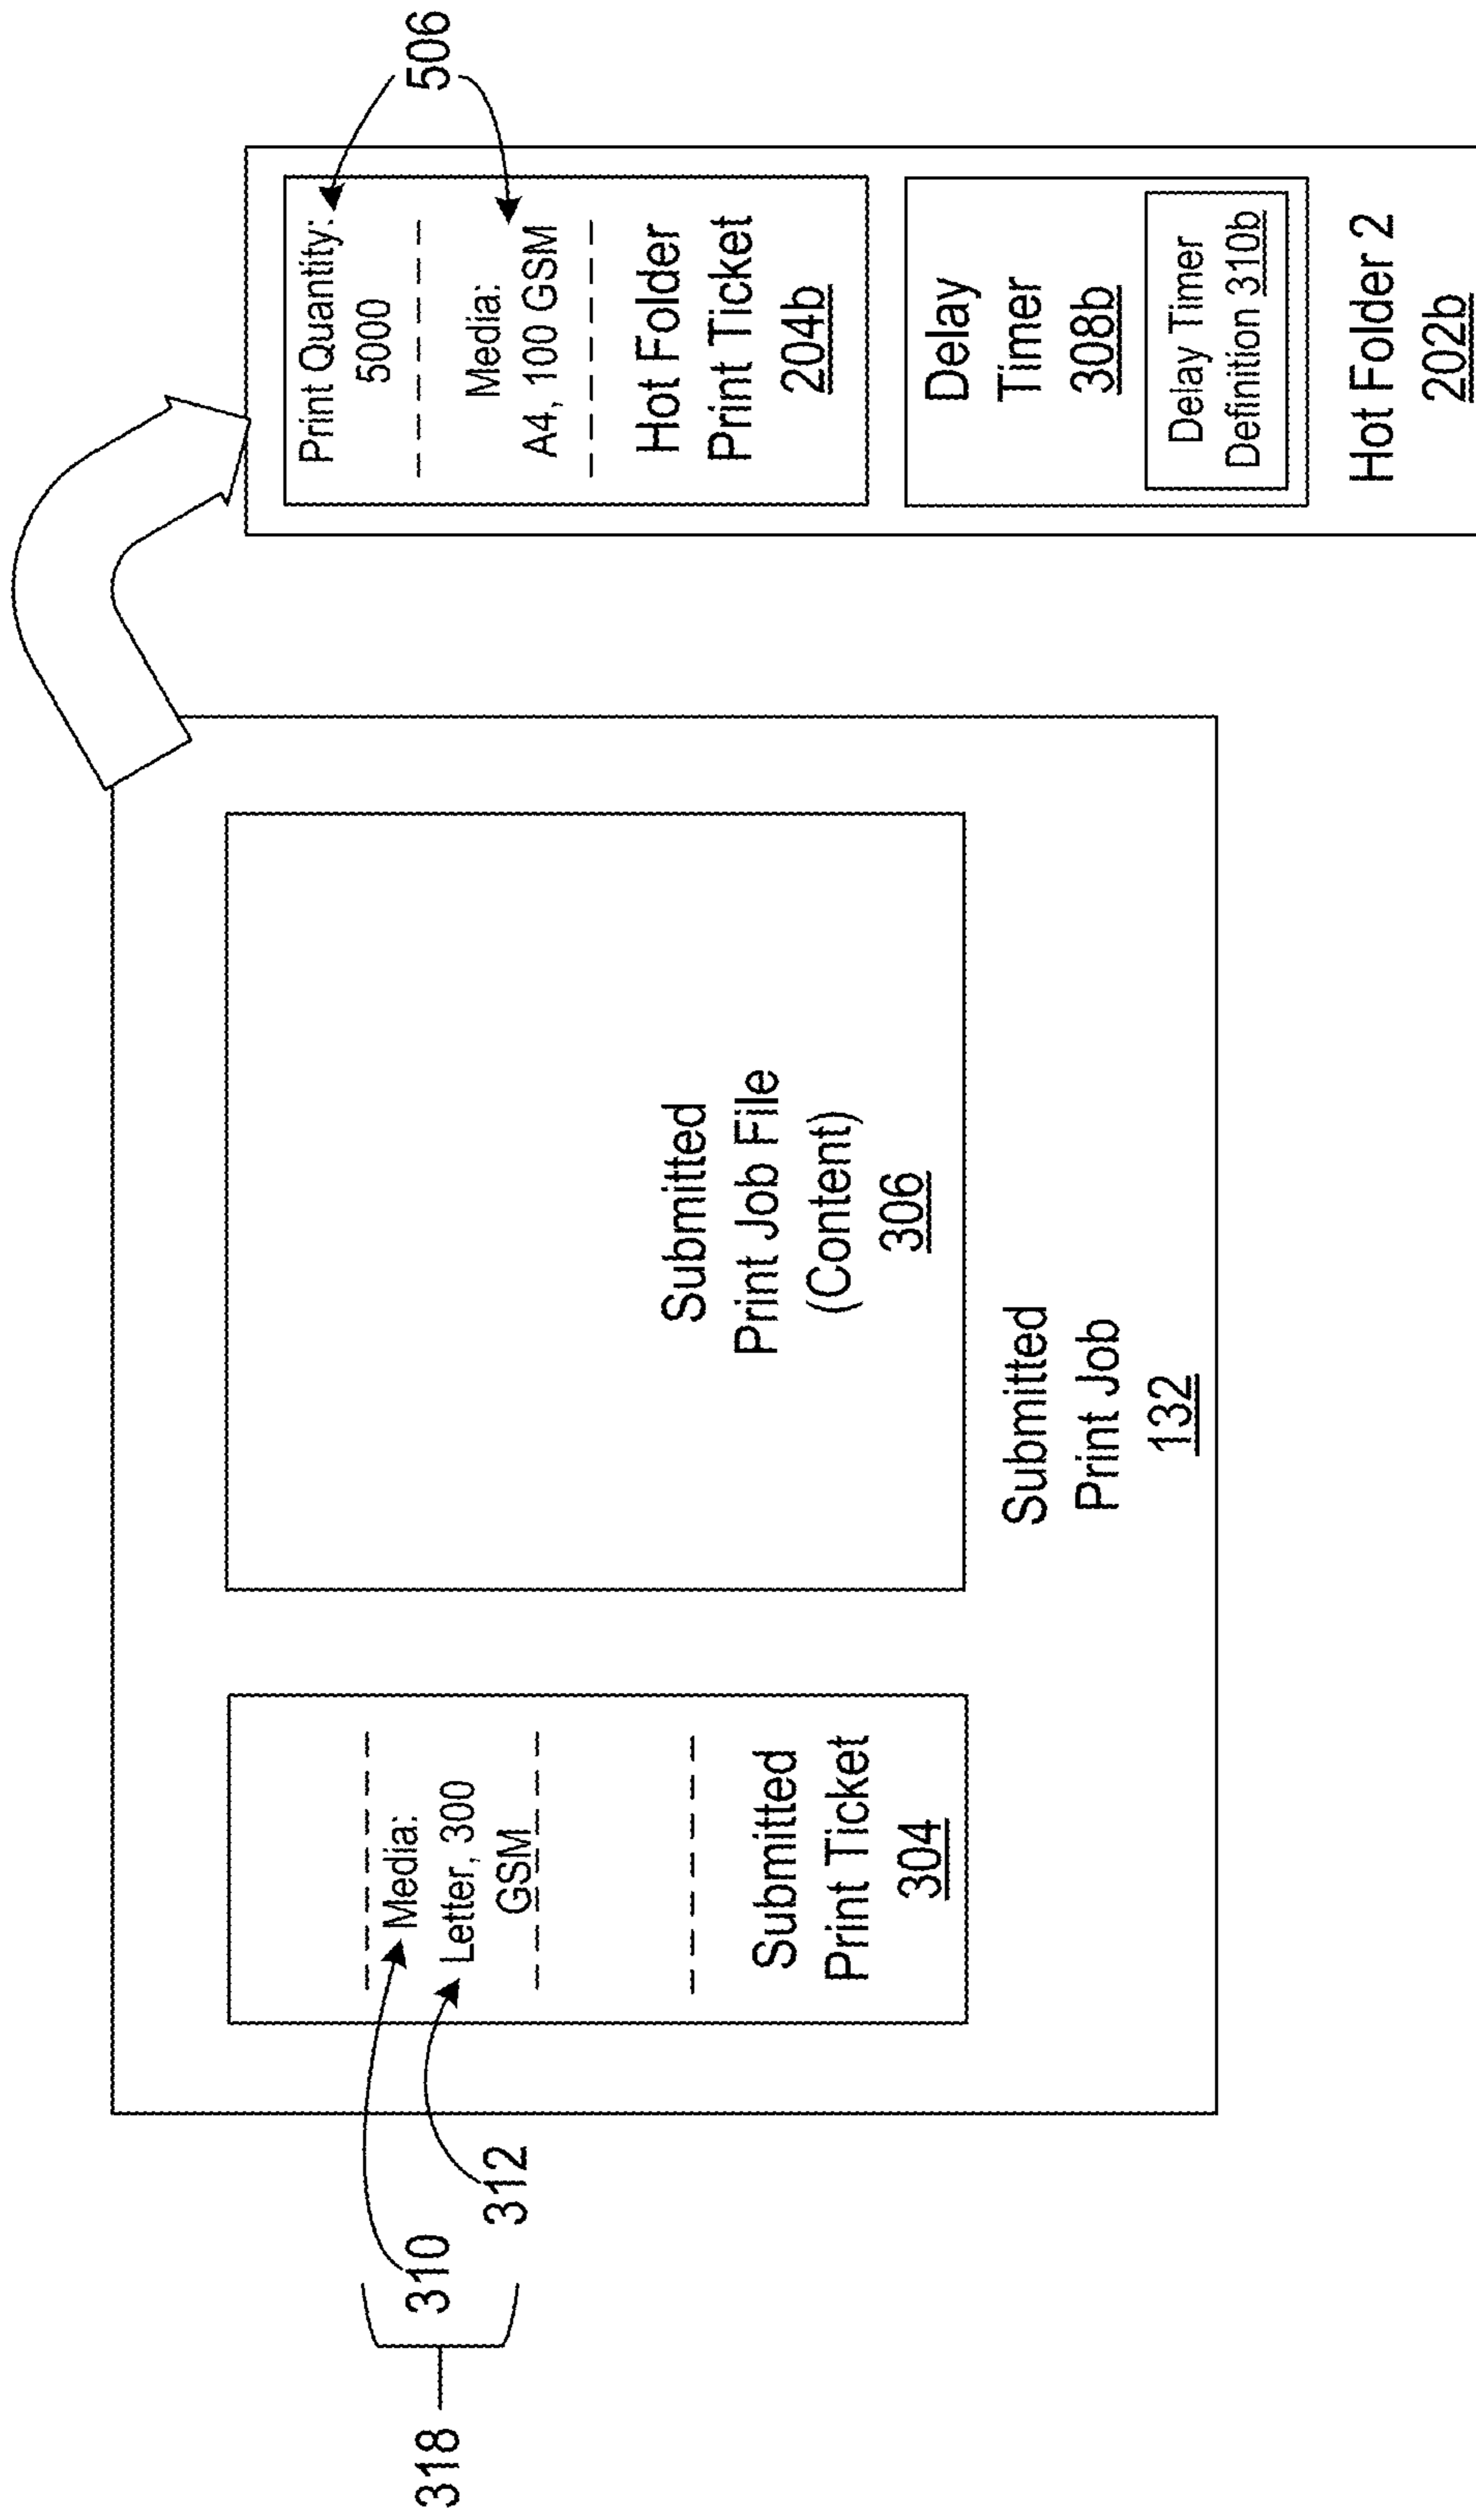 318
310
312
Media:
Letter, 300
GSM
Submitted
Print Ticket
304
Submitted
Print Job File
(Content)
306
Submitted
Print Job
132
506
Print Quantity:
5000
Media:
A4, 100 GSM
Hot Folder
Print Ticket
204b
Delay
Timer
308b
Delay Timer
Definition 310b
Hot Folder 2
202b